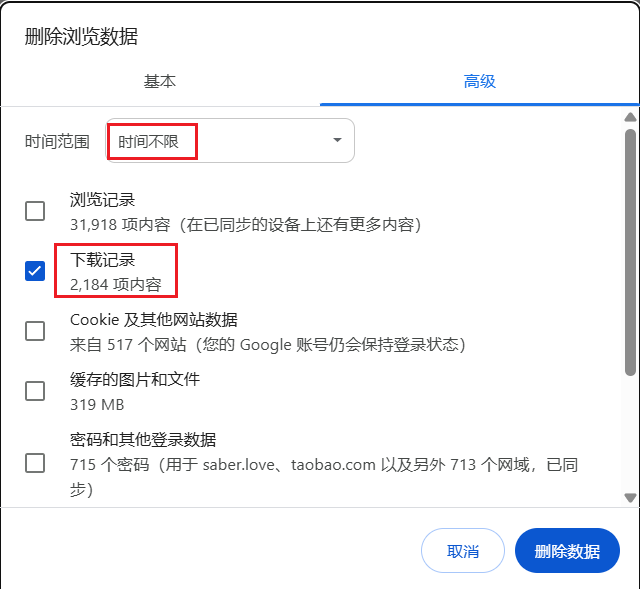 删除浏览数据
基本
高级
时间范围
时间不限
浏览记录
31,918 项内容（在已同步的设备上还有更多内容）
下载记录
2,184 项内容
Cookie 及其他网站数据
来自 517 个网站（您的 Google 账号仍会保持登录状态）
缓存的图片和文件
319 MB
密码和其他登录数据
715 个密码（用于 saber.love、taobao.com 以及另外 713 个网域，已同
步）
取消
删除数据